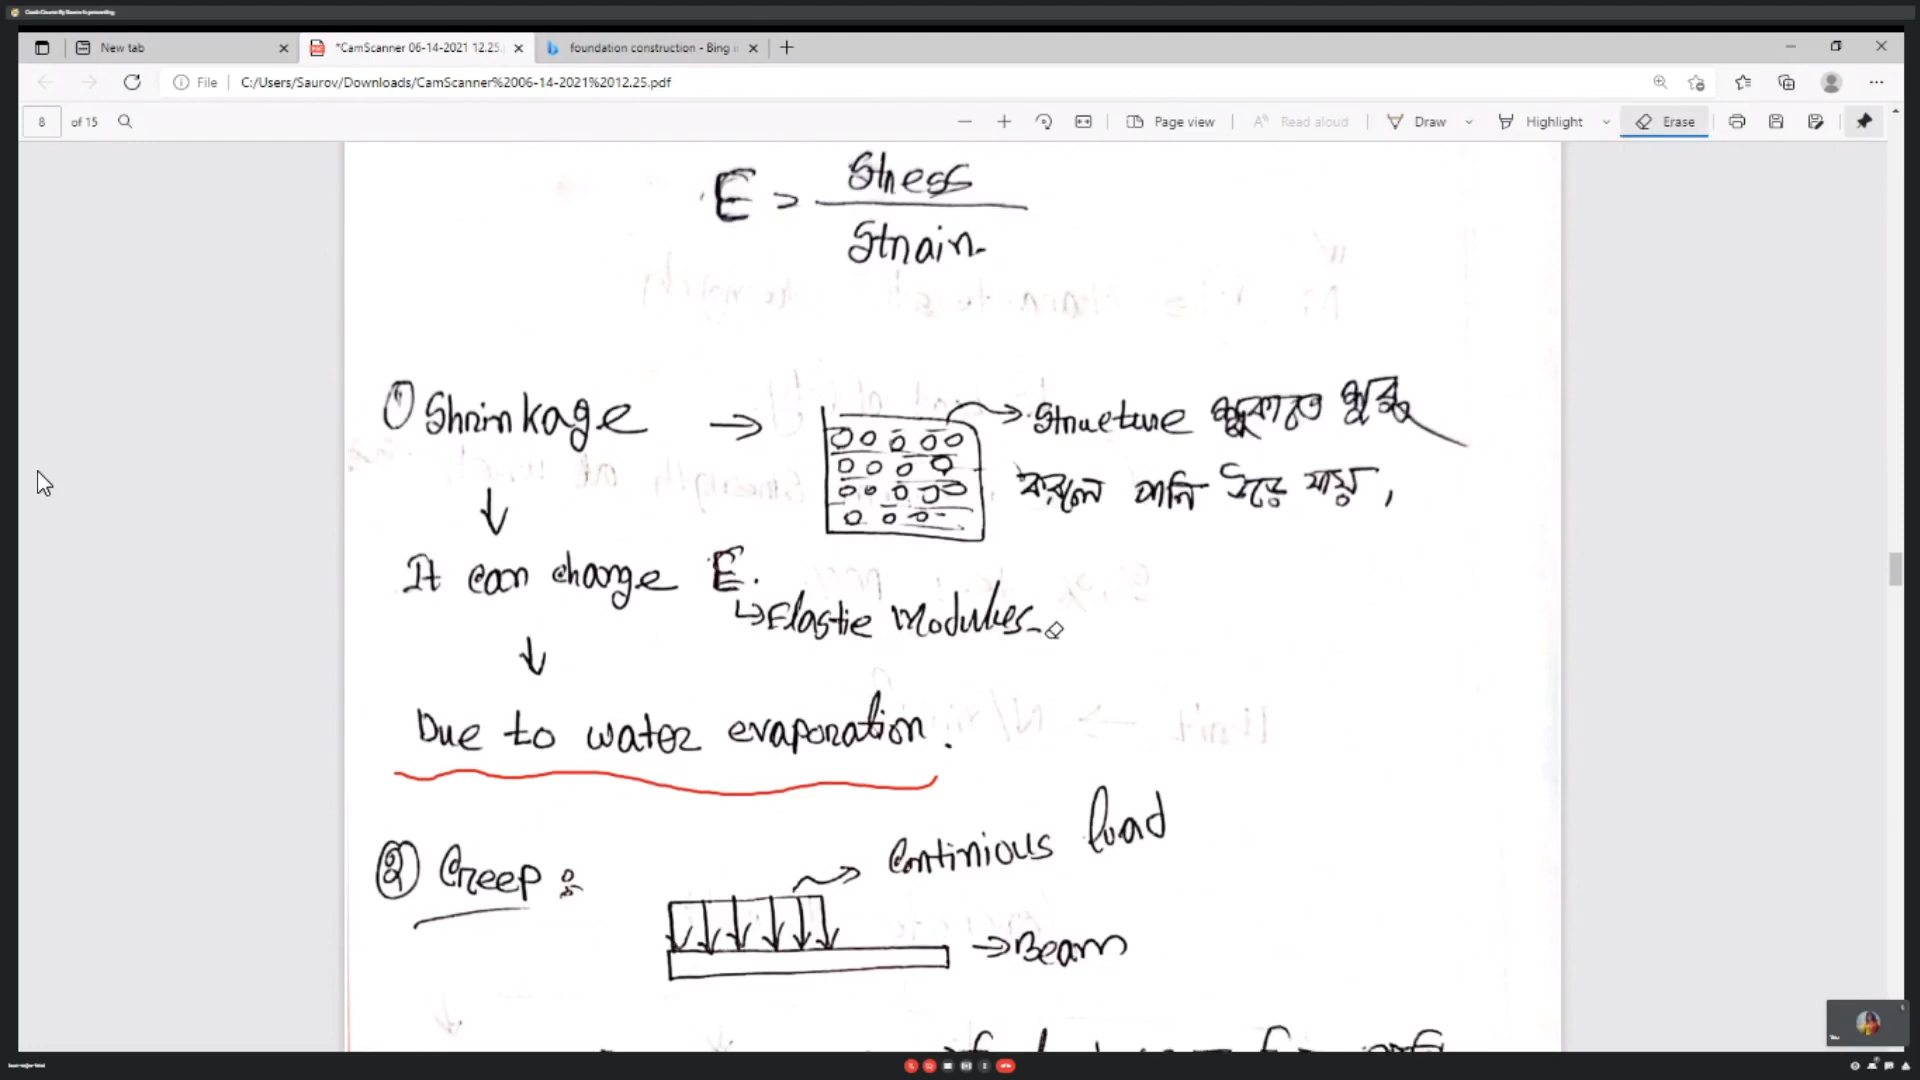 New tab
*CamScanner 06-14-2021 12.25.
foundation construction - Bing
File
C:/Users/Saurov/Downloads/CamScanner%2006-14-2021%2012.25.pdf
8 of 15
Page view
Read aloud
Draw
Highlight
Erase
E = Stress
Strain
① Shrinkage → → Structure শুকোতে শুরু
করলে পানি উড়ে যায়,
It can change E.
Elastic Modules
Due to water evaporation.
② Creep :
Continious load
→ Beam